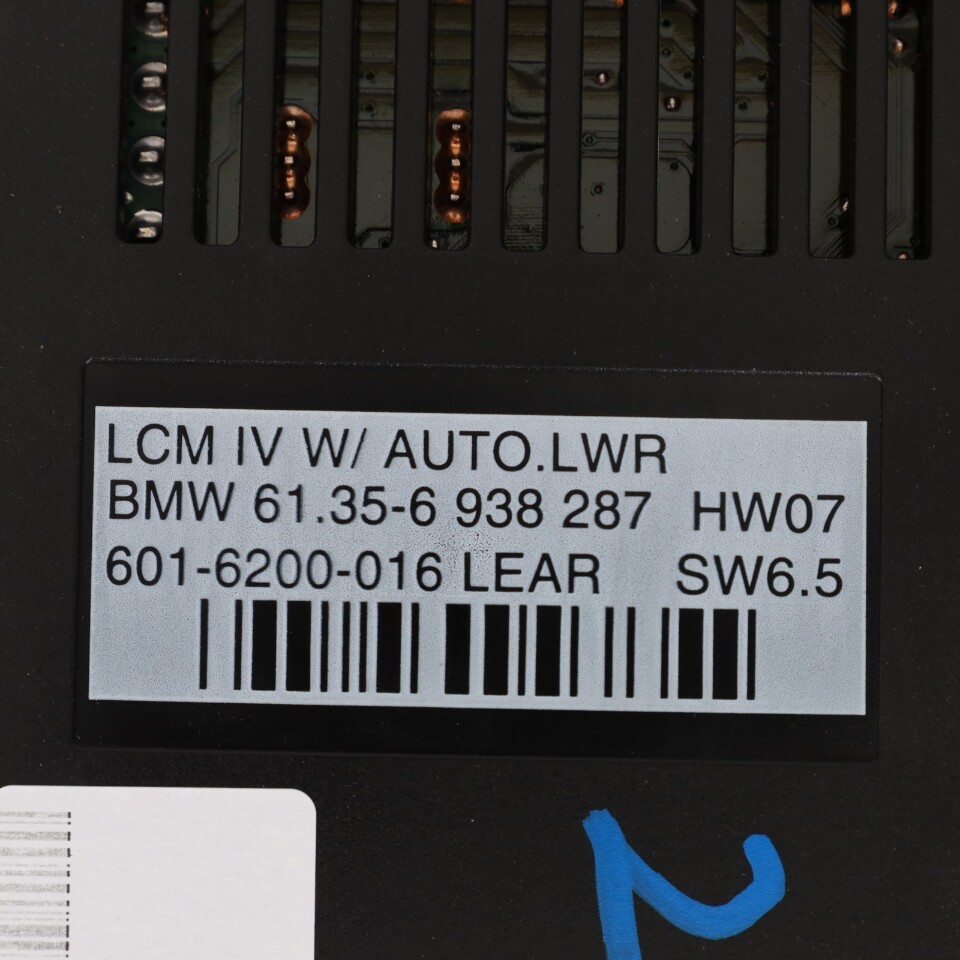 LCM IV W/ AUTO.LWR
BMW 61.35-6 938 287 HW07
601-6200-016 LEAR SW6.5